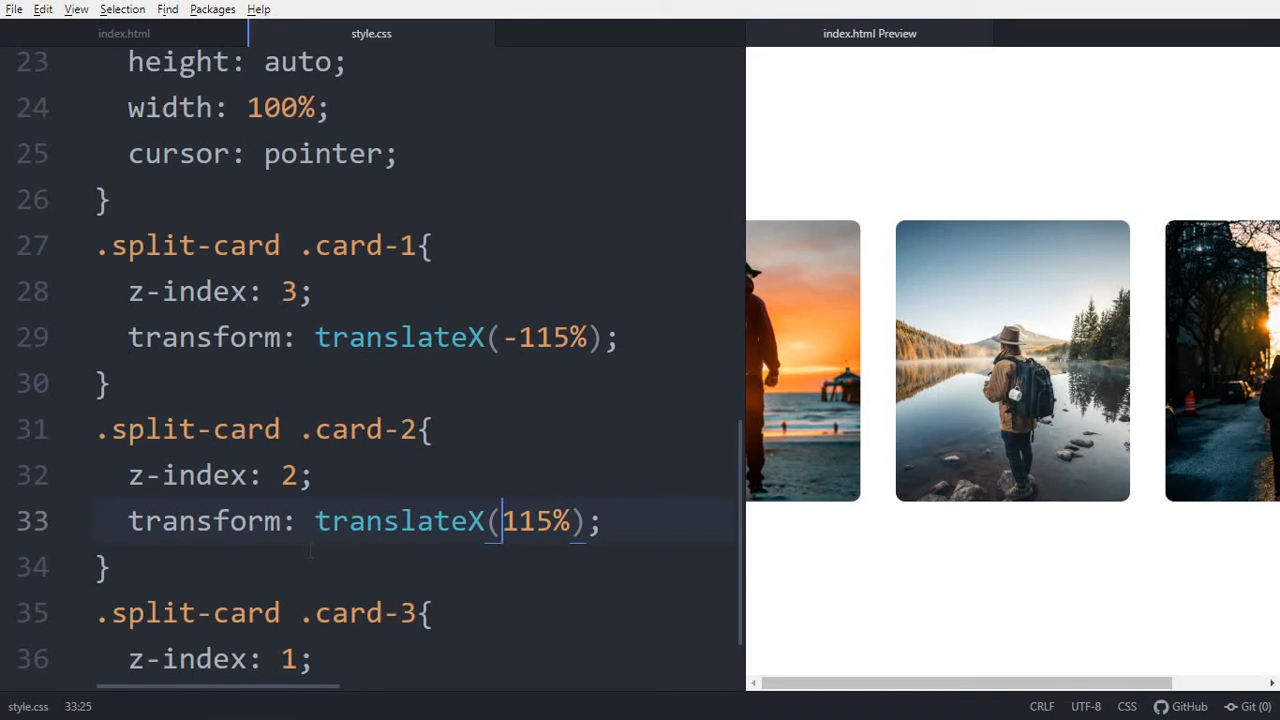 File Edit View Selection Find Packages Help
index.html style.css index.html Preview
23 height: auto;
24 width: 100%;
25 cursor: pointer;
26 }
27 .split-card .card-1{
28 z-index: 3;
29 transform: translateX(-115%);
30 }
31 .split-card .card-2{
32 z-index: 2;
33 transform: translateX(115%);
34 }
35 .split-card .card-3{
36 z-index: 1;
style.css 33:25 CRLF UTF-8 CSS GitHub Git (0)